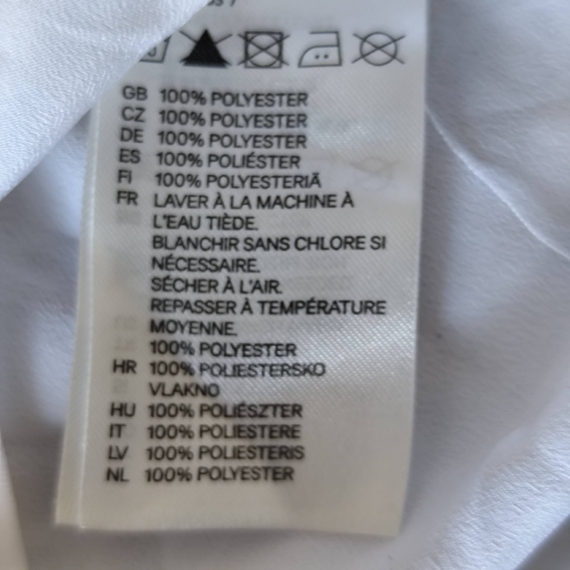 GB 100% POLYESTER
CZ 100% POLYESTER
DE 100% POLYESTER
ES 100% POLIÉSTER
FI 100% POLYESTERIÄ
FR LAVER À LA MACHINE À
L'EAU TIÈDE.
BLANCHIR SANS CHLORE SI
NÉCESSAIRE.
SÉCHER À L'AIR.
REPASSER À TEMPÉRATURE
MOYENNE.
100% POLYESTER
HR 100% POLIESTERSKO
VLAKNO
HU 100% POLIÉSZTER
IT 100% POLIESTERE
LV 100% POLIESTERIS
NL 100% POLYESTER